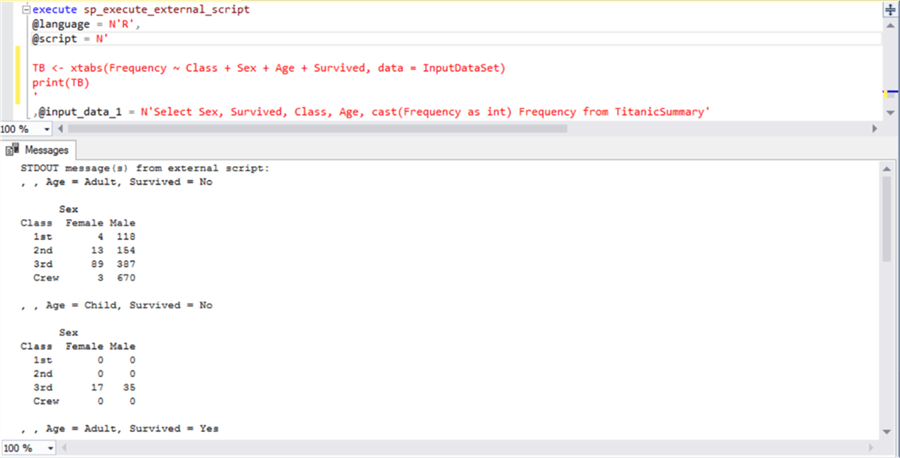 execute sp_execute_external_script
@language = N'R',
@script = N'
TB <- xtabs(Frequency ~ Class + Sex + Age + Survived, data = InputDataSet)
print(TB)
'
,@input_data_1 = N'Select Sex, Survived, Class, Age, cast(Frequency as int) Frequency from TitanicSummary'
100 %
Messages
STDOUT message(s) from external script:
, , Age = Adult, Survived = No
Sex
Class Female Male
1st 4 118
2nd 13 154
3rd 89 387
Crew 3 670
, , Age = Child, Survived = No
Sex
Class Female Male
1st 0 0
2nd 0 0
3rd 17 35
Crew 0 0
, , Age = Adult, Survived = Yes
100 %